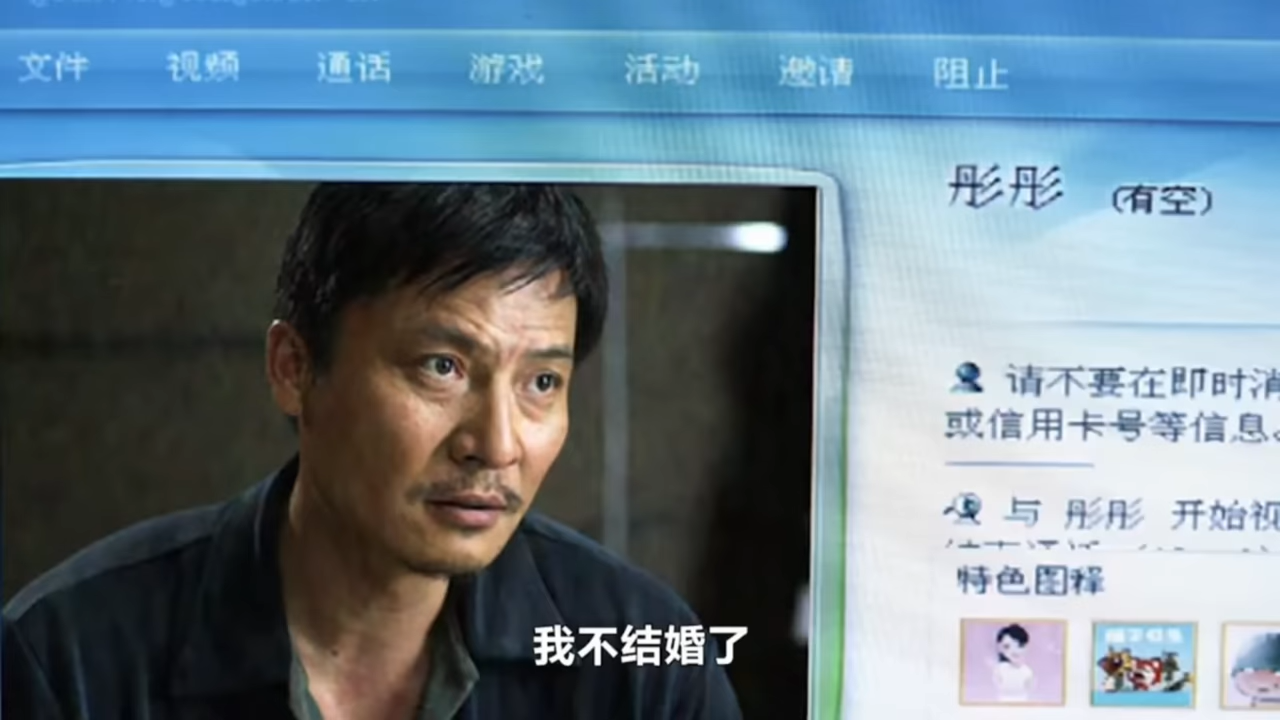 文件 视频 通话 游戏 活动 邀请 阻止
彤彤 (有空)
请不要在即时消
或信用卡号等信息。
与 彤彤 开始视
特色图释
我不结婚了